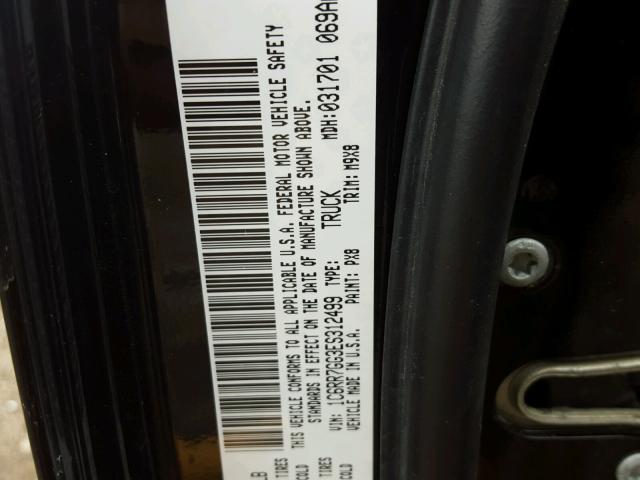 LB
TIRES
COLD
THIS VEHICLE CONFORMS TO ALL APPLICABLE U.S.A. FEDERAL MOTOR VEHICLE SAFETY
STANDARDS IN EFFECT ON THE DATE OF MANUFACTURE SHOWN ABOVE.
VIN: 1C6RR7GG3ES312499 TYPE: TRUCK MDH:031701 069A
VEHICLE MADE IN U.S.A. PAINT: PX8 TRIM: M9X8
TIRES
COLD